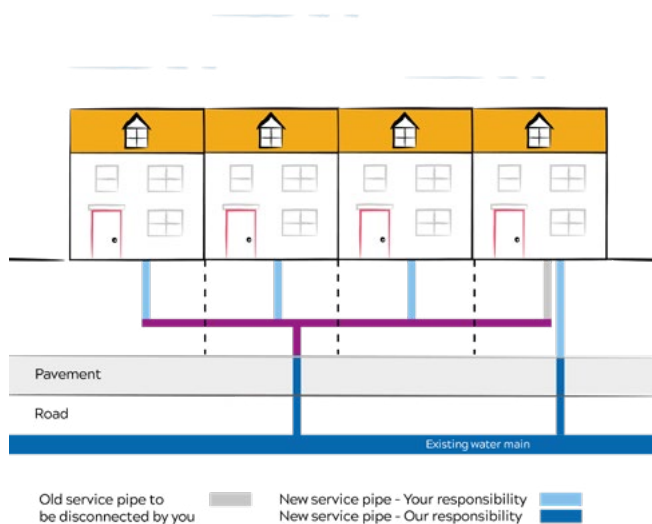 Pavement
Road
Existing water main
Old service pipe to
be disconnected by you
New service pipe - Your responsibility
New service pipe - Our responsibility